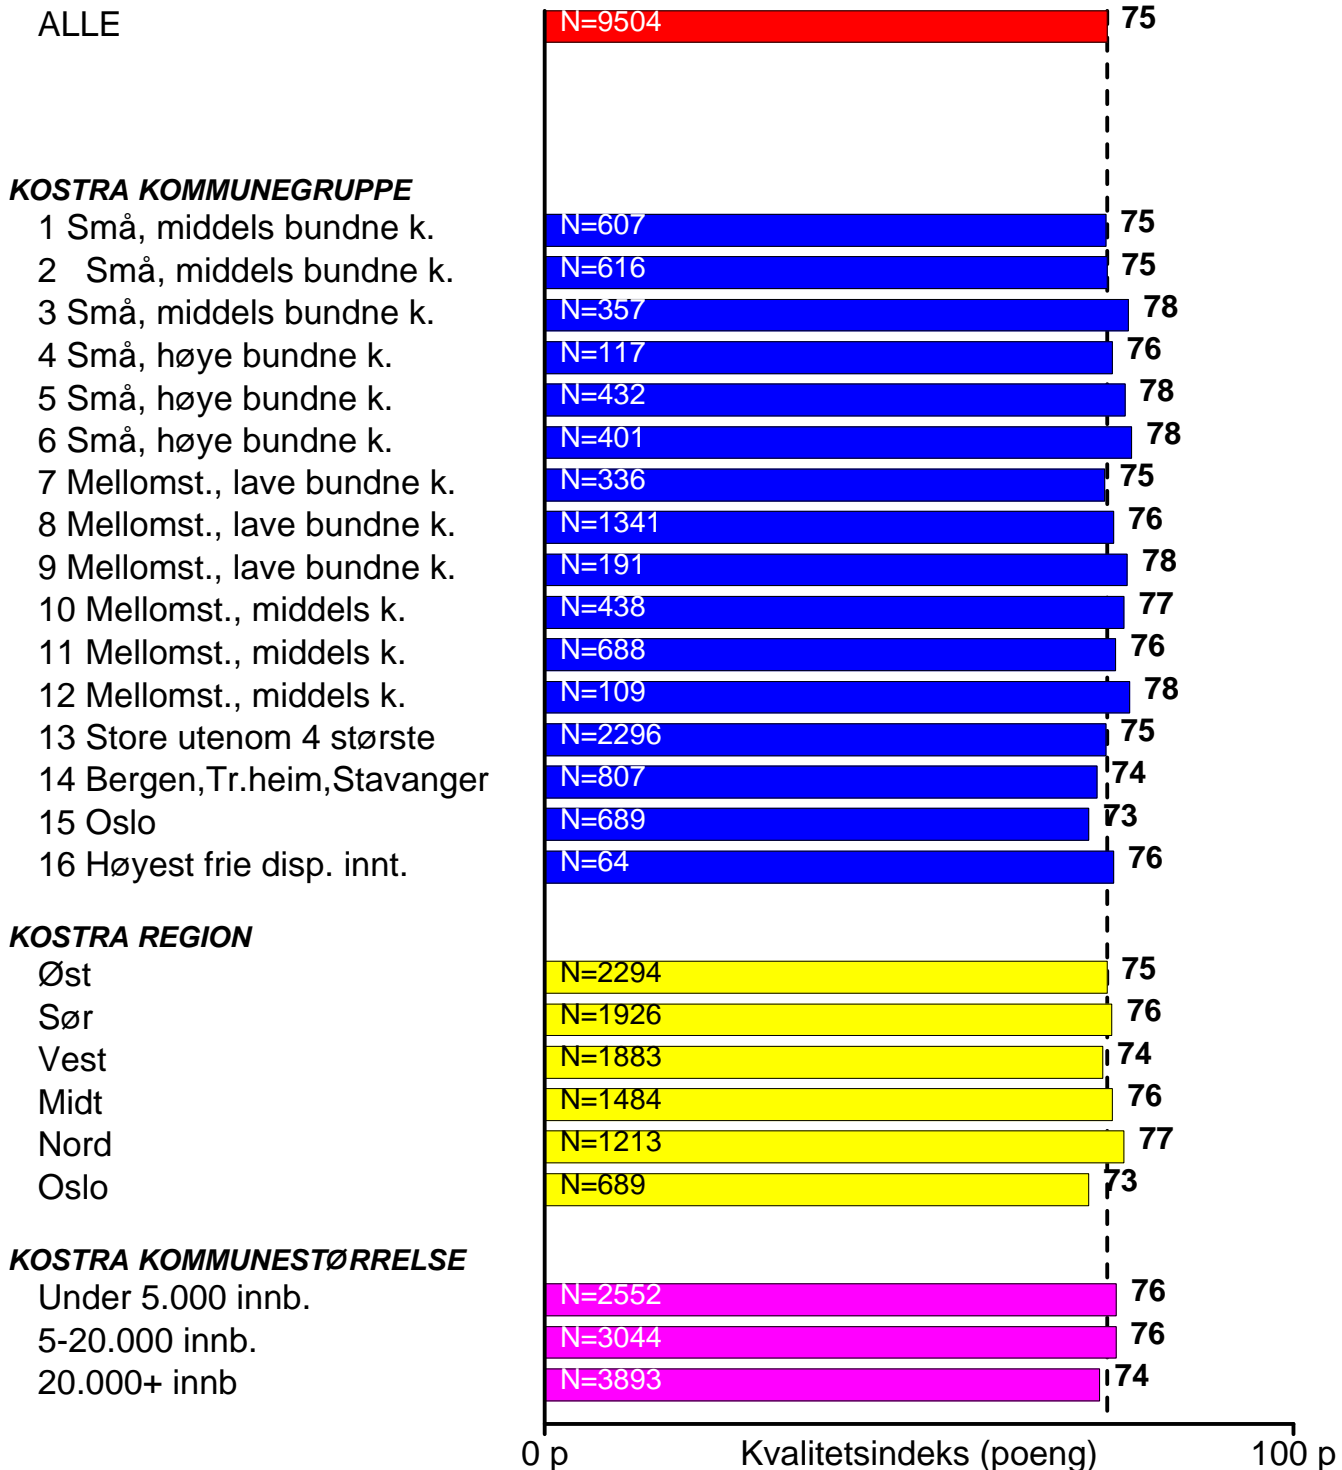 ALLE N=9504 75
KOSTRA KOMMUNEGRUPPE
1 Små, middels bundne k. N=607 75
2 Små, middels bundne k. N=616 75
3 Små, middels bundne k. N=357 78
4 Små, høye bundne k. N=117 76
5 Små, høye bundne k. N=432 78
6 Små, høye bundne k. N=401 78
7 Mellomst., lave bundne k. N=336 75
8 Mellomst., lave bundne k. N=1341 76
9 Mellomst., lave bundne k. N=191 78
10 Mellomst., middels k. N=438 77
11 Mellomst., middels k. N=688 76
12 Mellomst., middels k. N=109 78
13 Store utenom 4 største N=2296 75
14 Bergen,Tr.heim,Stavanger N=807 74
15 Oslo N=689 73
16 Høyest frie disp. innt. N=64 76
KOSTRA REGION
Øst N=2294 75
Sør N=1926 76
Vest N=1883 74
Midt N=1484 76
Nord N=1213 77
Oslo N=689 73
KOSTRA KOMMUNESTØRRELSE
Under 5.000 innb. N=2552 76
5-20.000 innb. N=3044 76
20.000+ innb N=3893 74
0 p Kvalitetsindeks (poeng) 100 p